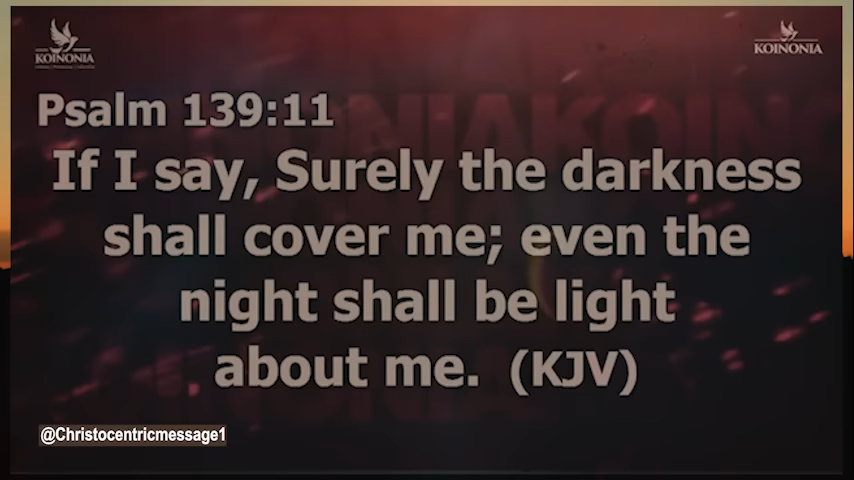 KOINONIA
KOINONIA
Psalm 139:11
If I say, Surely the darkness
shall cover me; even the
night shall be light
about me. (KJV)
@Christocentricmessage1